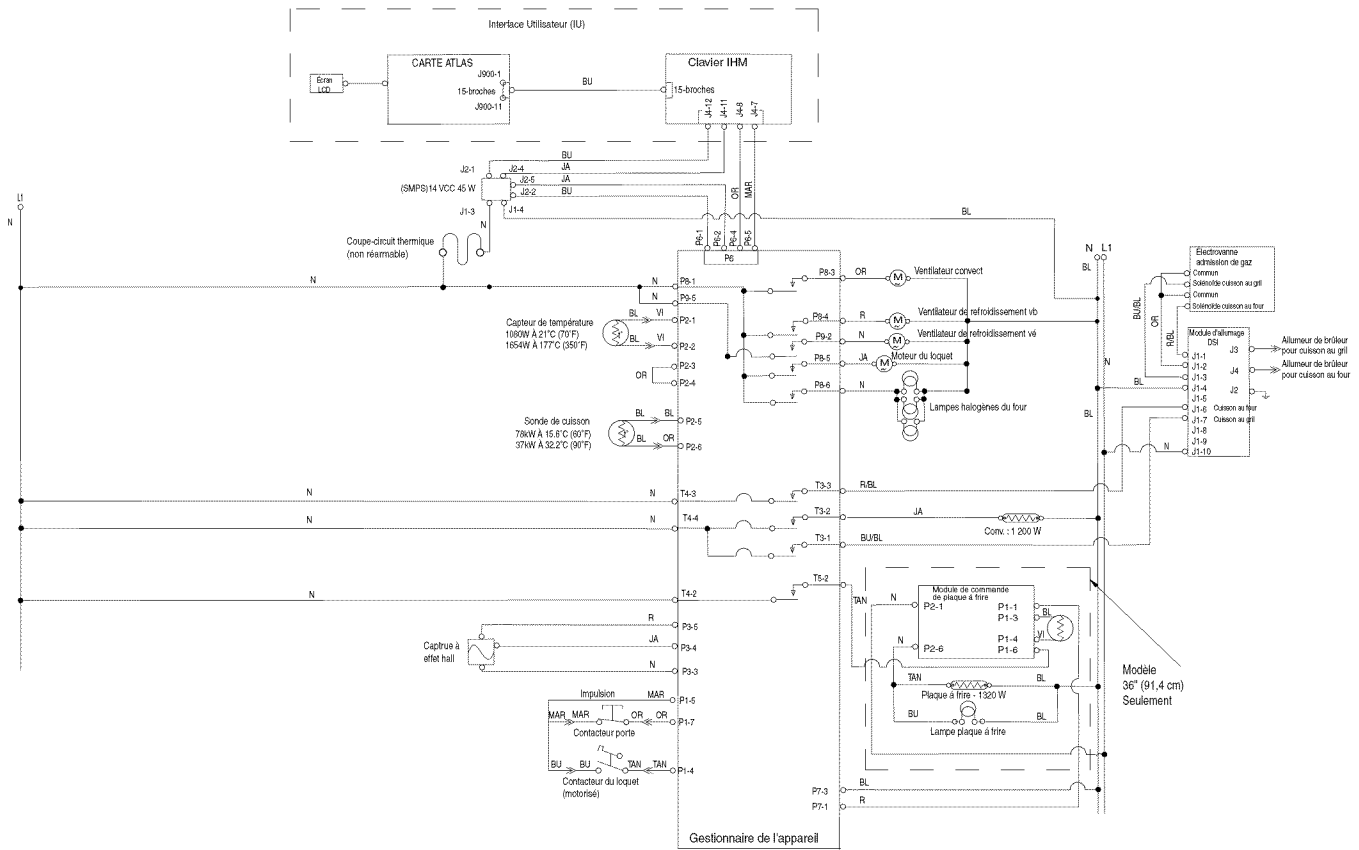 Interface Utilisateur (IU)
CARTE ATLAS
Clavier IHM
Écran
LCD
J900-1
15-broches
J900-11
BU
15-broches
J4-12
J4-11
J4-8
J4-7
BU
J2-1
J2-4
JA
J2-5
JA
(SMPS)14 VCC 45 W
J2-2
BU
OR
MAR
L1
N
J1-3
J1-4
N
BL
Coupe-circuit thermique
(non réarmable)
P6-1
P6-2
P6-4
P6-5
P6
N
L1
BL
Électrovanne
admission de gaz
Commun
Solénoïde cuisson au gril
Commun
Solénoïde cuisson au four
BU/BL
OR
R/BL
N
N
P8-1
N
P9-5
P8-3
OR
M
Ventilateur convect
BL
VI
P2-1
Capteur de température
1080W À 21°C (70°F)
1654W À 177°C (350°F)
BL
VI
P2-2
P8-4
R
M
Ventilateur de refroidissement vb
P9-2
N
M
Ventilateur de refroidissement vé
P8-5
JA
M
Moteur du loquet
P2-3
OR
P2-4
P8-6
N
Lampes halogènes du four
Module d'allumage
DSI
J1-1
J1-2
J1-3
J1-4
J1-5
J1-6
Cuisson au four
J1-7
Cuisson au gril
J1-8
J1-9
J1-10
J3
J4
J2
Allumeur de brûleur
pour cuisson au gril
Allumeur de brûleur
pour cuisson au four
N
BL
BL
N
Sonde de cuisson
78kW À 15.6°C (60°F)
37kW À 32.2°C (90°F)
BL
BL
P2-5
BL
OR
P2-6
N
N
T4-3
T3-3
R/BL
N
N
T4-4
T3-2
JA
Conv. : 1 200 W
T3-1
BU/BL
N
T4-2
T5-2
TAN
Module de commande
de plaque à frire
N
P2-1
P1-1
P1-3
BL
P1-4
VI
P1-6
N
P2-6
TAN
BL
Plaque à frire - 1320 W
BU
BL
Lampe plaque à frire
Modèle
36" (91,4 cm)
Seulement
R
P3-5
Captrue à
effet hall
JA
P3-4
N
P3-3
Impulsion
MAR
P1-5
MAR
MAR
OR
OR
P1-7
Contacteur porte
BU
BU
TAN
TAN
P1-4
Contacteur du loquet
(motorisé)
P7-3
BL
P7-1
R
Gestionnaire de l'appareil